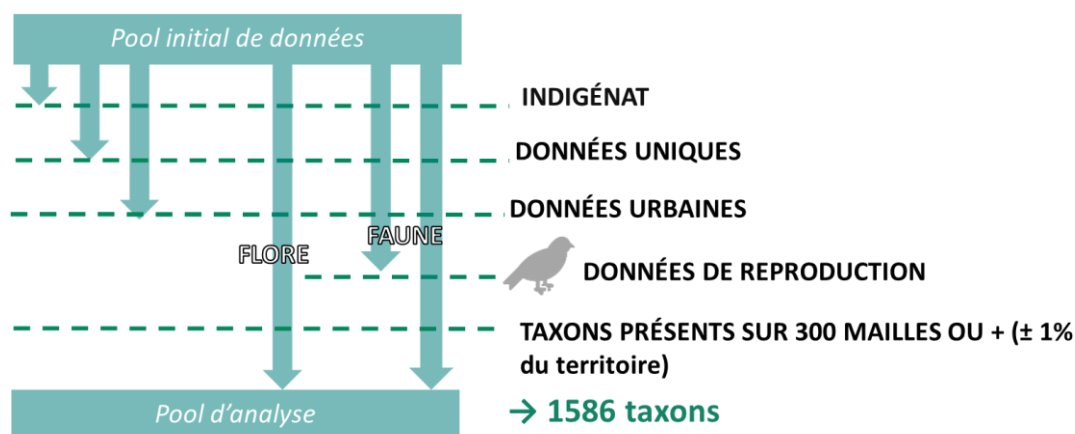 Pool initial de données
INDIGÉNAT
DONNÉES UNIQUES
DONNÉES URBAINES
FLORE
FAUNE
DONNÉES DE REPRODUCTION
TAXONS PRÉSENTS SUR 300 MAILLES OU + (± 1%
du territoire)
Pool d'analyse
→ 1586 taxons